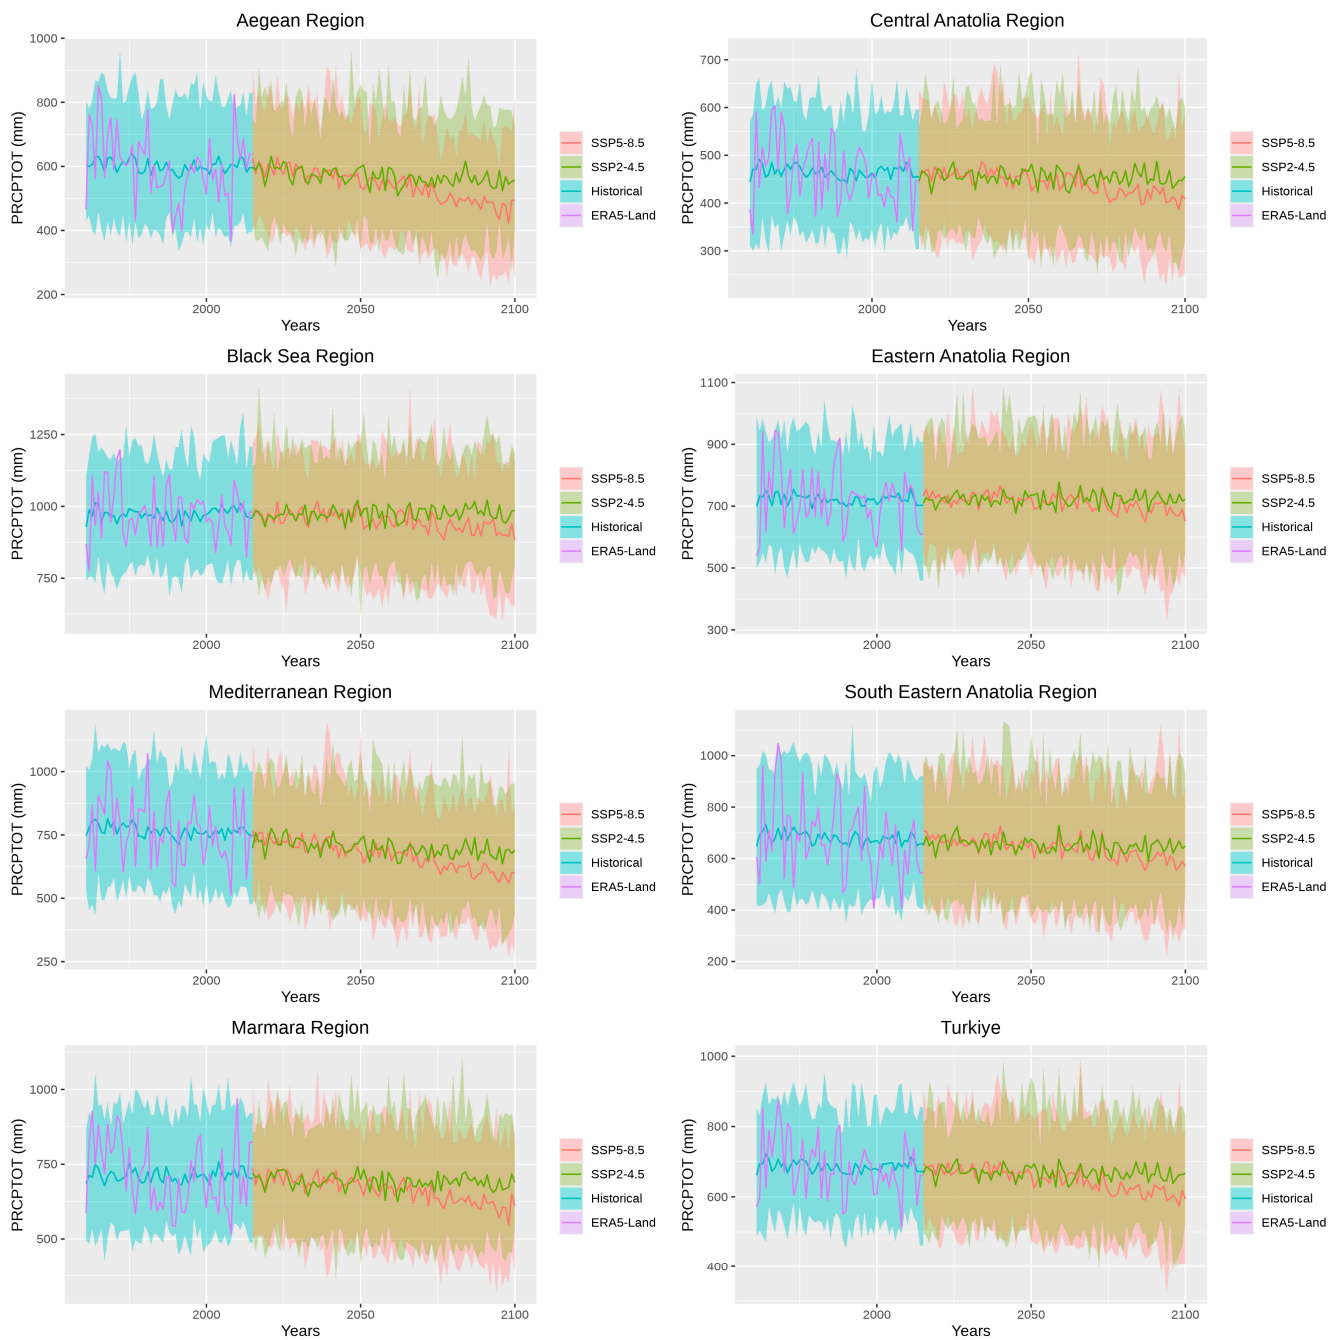 Aegean Region
PRCPTOT (mm)
1000
800
600
400
200
2000
2050
2100
Years
SSP5-8.5
SSP2-4.5
Historical
ERA5-Land
Central Anatolia Region
PRCPTOT (mm)
700
600
500
400
300
2000
2050
2100
Years
SSP5-8.5
SSP2-4.5
Historical
ERA5-Land
Black Sea Region
PRCPTOT (mm)
1250
1000
750
2000
2050
2100
Years
SSP5-8.5
SSP2-4.5
Historical
ERA5-Land
Eastern Anatolia Region
PRCPTOT (mm)
1100
900
700
500
300
2000
2050
2100
Years
SSP5-8.5
SSP2-4.5
Historical
ERA5-Land
Mediterranean Region
PRCPTOT (mm)
1000
750
500
250
2000
2050
2100
Years
SSP5-8.5
SSP2-4.5
Historical
ERA5-Land
South Eastern Anatolia Region
PRCPTOT (mm)
1000
800
600
400
200
2000
2050
2100
Years
SSP5-8.5
SSP2-4.5
Historical
ERA5-Land
Marmara Region
PRCPTOT (mm)
1000
750
500
2000
2050
2100
Years
SSP5-8.5
SSP2-4.5
Historical
ERA5-Land
Turkiye
PRCPTOT (mm)
1000
800
600
400
2000
2050
2100
Years
SSP5-8.5
SSP2-4.5
Historical
ERA5-Land